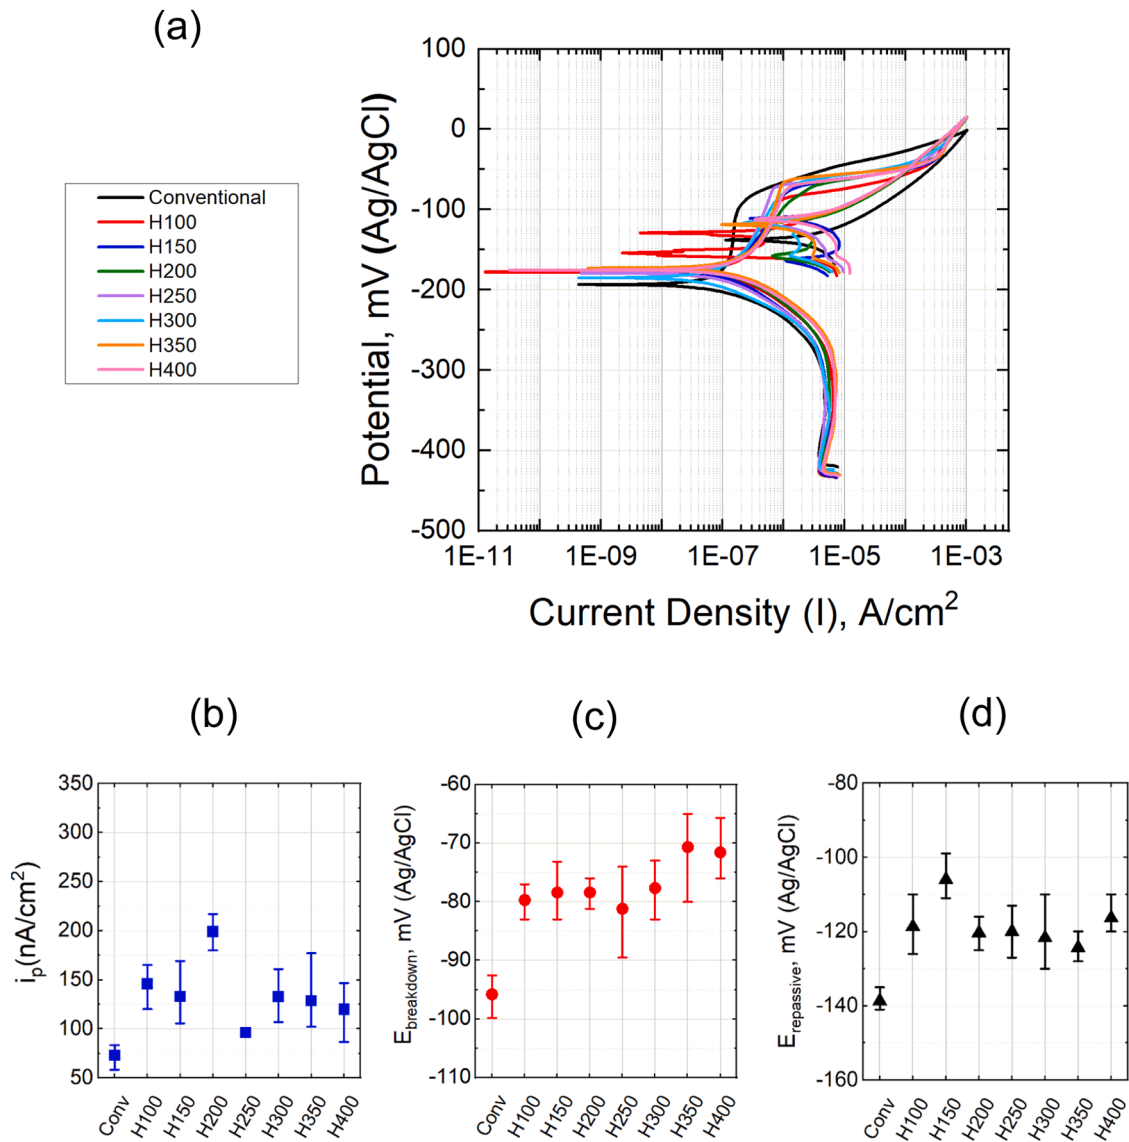 (a)
Conventional
H100
H150
H200
H250
H300
H350
H400
Potential, mV (Ag/AgCl)
100
0
-100
-200
-300
-400
-500
1E-11 1E-09 1E-07 1E-05 1E-03
Current Density (I), A/cm²
(b)
iₚ(nA/cm²)
350
300
250
200
150
100
50
Conv H100 H150 H200 H250 H300 H350 H400
(c)
E_breakdown, mV (Ag/AgCl)
-60
-70
-80
-90
-100
-110
Conv H100 H150 H200 H250 H300 H350 H400
(d)
E_repassive, mV (Ag/AgCl)
-80
-100
-120
-140
-160
Conv H100 H150 H200 H250 H300 H350 H400